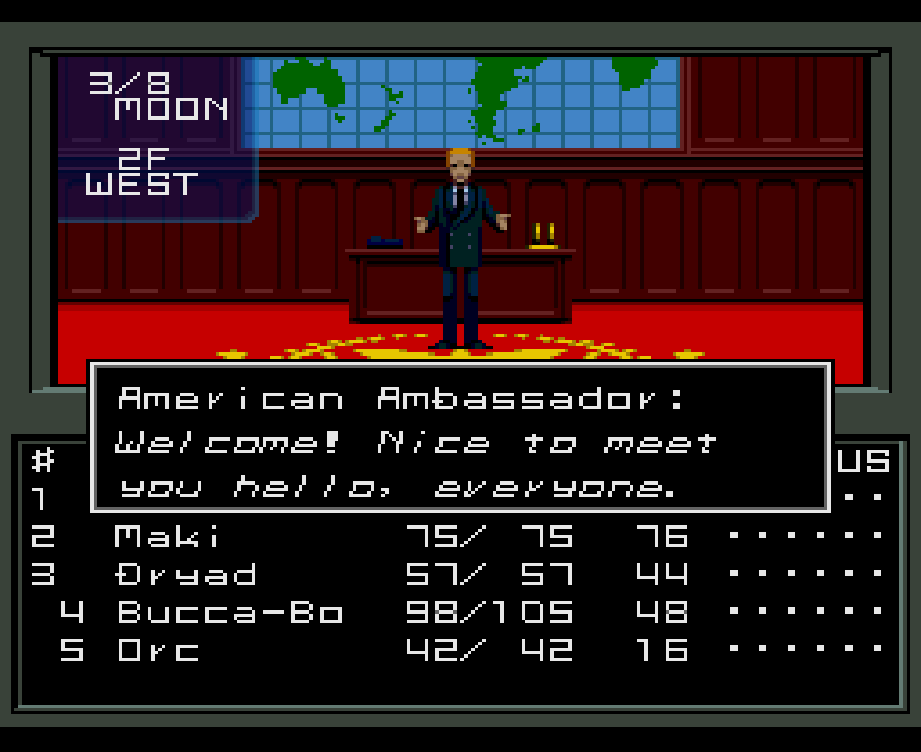 3/8
MOON
2F
WEST
American Ambassador:
Welcome! Nice to meet
you hello, everyone.
# US
1 . .
2 Maki 75/ 75 76 . . . . . .
3 Dryad 57/ 57 44 . . . . . .
4 Bucca-Bo 98/105 48 . . . . . .
5 Orc 42/ 42 16 . . . . . .